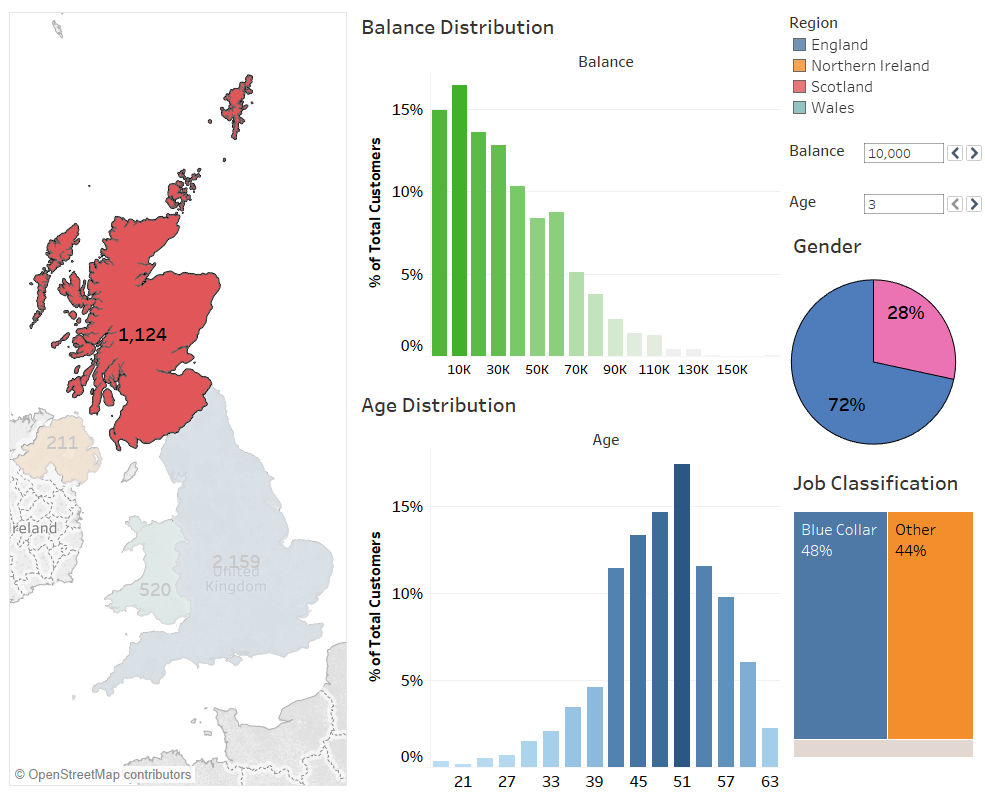 1,124
211
reland
2,159
United
Kingdom
520
© OpenStreetMap contributors
Balance Distribution
Balance
% of Total Customers
15%
10%
5%
0%
10K 30K 50K 70K 90K 110K 130K 150K
Age Distribution
Age
% of Total Customers
15%
10%
5%
0%
21 27 33 39 45 51 57 63
Region
England
Northern Ireland
Scotland
Wales
Balance 10,000
Age 3
Gender
28%
72%
Job Classification
Blue Collar
48%
Other
44%